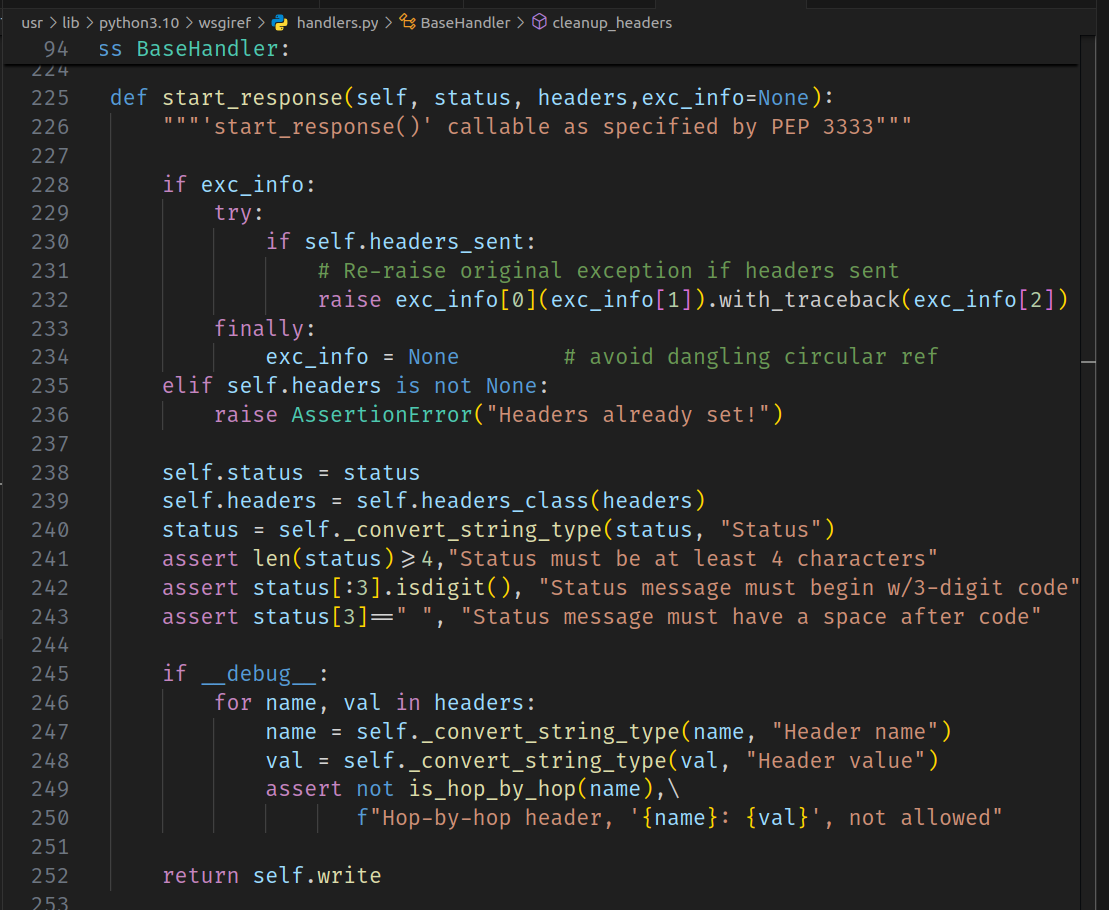 usr > lib > python3.10 > wsgiref > handlers.py > BaseHandler > cleanup_headers
94 ss BaseHandler:
224
225 def start_response(self, status, headers,exc_info=None):
226 """'start_response()' callable as specified by PEP 3333"""
227
228 if exc_info:
229 try:
230 if self.headers_sent:
231 # Re-raise original exception if headers sent
232 raise exc_info[0](exc_info[1]).with_traceback(exc_info[2])
233 finally:
234 exc_info = None # avoid dangling circular ref
235 elif self.headers is not None:
236 raise AssertionError("Headers already set!")
237
238 self.status = status
239 self.headers = self.headers_class(headers)
240 status = self._convert_string_type(status, "Status")
241 assert len(status)>=4,"Status must be at least 4 characters"
242 assert status[:3].isdigit(), "Status message must begin w/3-digit code"
243 assert status[3]==" ", "Status message must have a space after code"
244
245 if __debug__:
246 for name, val in headers:
247 name = self._convert_string_type(name, "Header name")
248 val = self._convert_string_type(val, "Header value")
249 assert not is_hop_by_hop(name),\
250 f"Hop-by-hop header, '{name}: {val}', not allowed"
251
252 return self.write
253